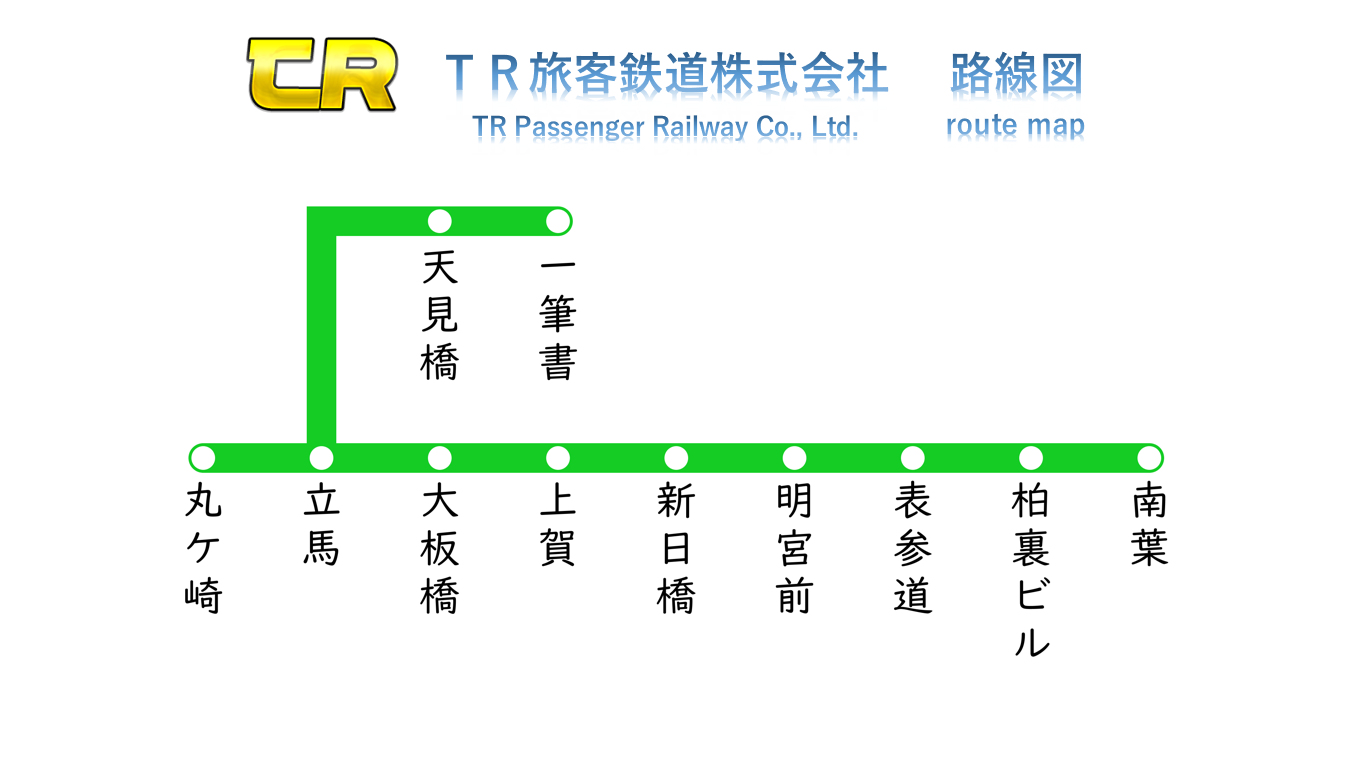 TR
ＴＲ旅客鉄道株式会社 路線図
TR Passenger Railway Co., Ltd. route map
天見橋
一筆書
丸ケ崎
立馬
大板橋
上賀
新日橋
明宮前
表参道
柏裏ビル
南葉